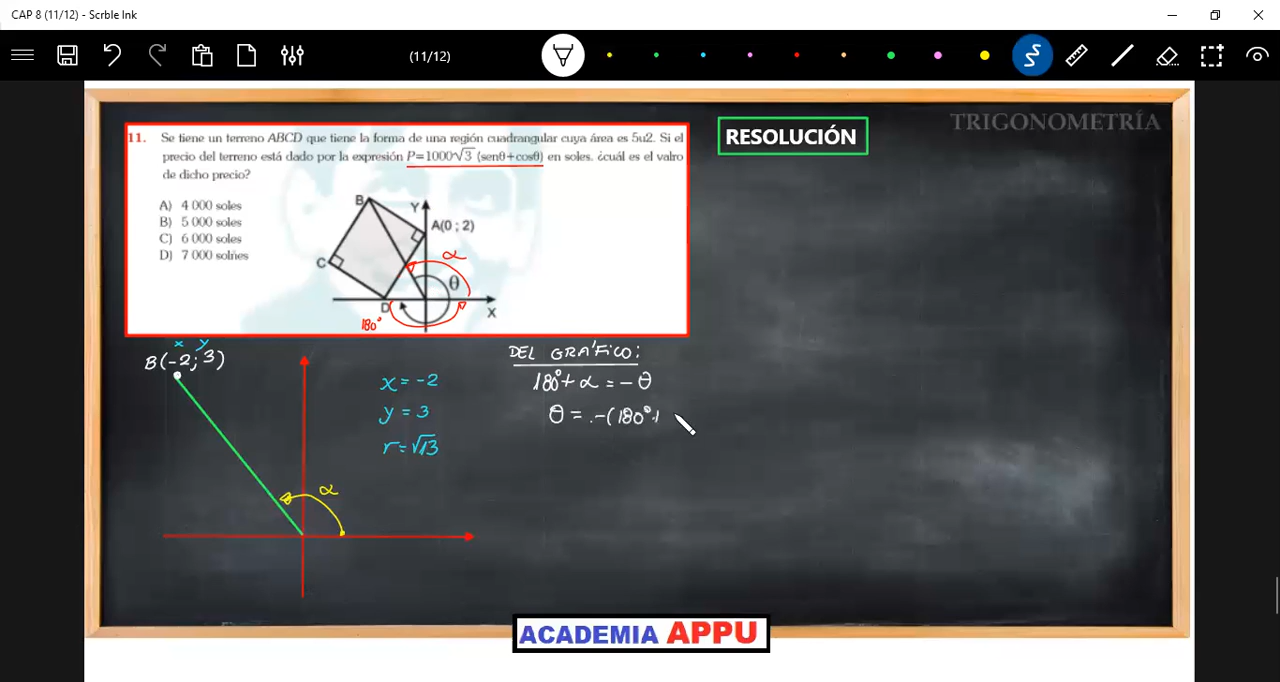 CAP 8 (11/12) - Scrble Ink
(11/12)
TRIGONOMETRÍA
RESOLUCIÓN
11. Se tiene un terreno ABCD que tiene la forma de una región cuadrangular cuya área es 5u2. Si el
precio del terreno está dado por la expresión P=1000√3 (senθ+cosθ) en soles. ¿cuál es el valro
de dicho precio?
A) 4 000 soles
B) 5 000 soles
C) 6 000 soles
D) 7 000 solñes
B
Y
A(0 ; 2)
α
C
θ
D
X
180°
x y
B(-2; 3)
x = -2
y = 3
r = √13
α
DEL GRÁFICO:
180° + α = - θ
θ = -(180° +
ACADEMIA APPU